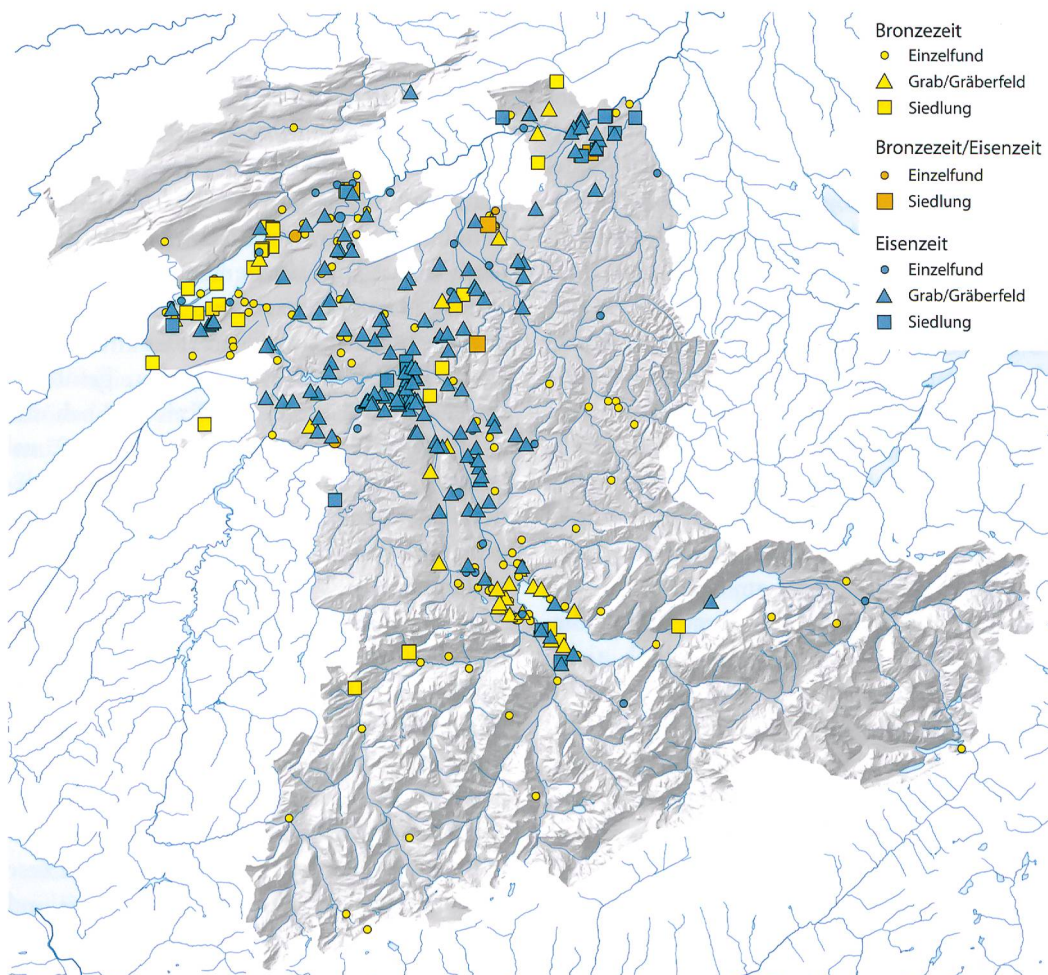 Bronzezeit
Einzelfund
Grab/Gräberfeld
Siedlung
Bronzezeit/Eisenzeit
Einzelfund
Siedlung
Eisenzeit
Einzelfund
Grab/Gräberfeld
Siedlung